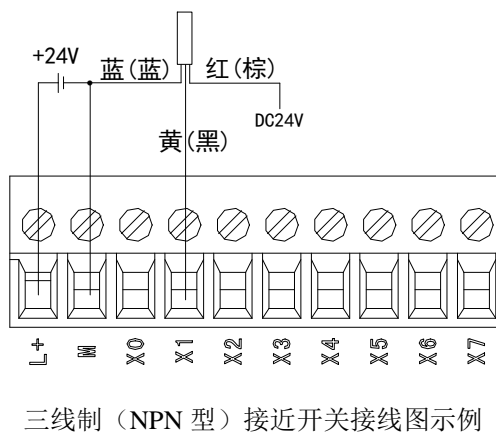 +24V
蓝(蓝)
红(棕)
DC24V
黄(黑)
L+
M
X0
X1
X2
X3
X4
X5
X6
X7
三线制（NPN 型）接近开关接线图示例